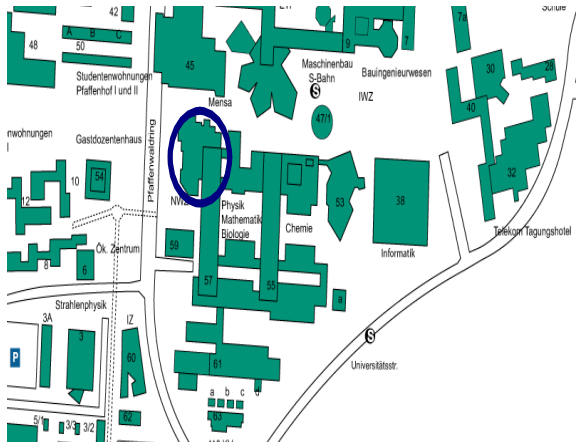 42
ETI
7a
Schule
A B C
48
50
9
7
Maschinenbau
S-Bahn
S
Bauingenieurwesen
30
28
Studentenwohnungen
Pfaffenhof I und II
45
Mensa
IWZ
40
47/1
enwohnungen
I
Gastdozentenhaus
Pfaffenwaldring
54
10
12
NWZ
Physik
Mathematik
Biologie
Chemie
53
38
32
Informatik
Telekom Tagungshotel
59
Ök. Zentrum
8
6
57
55
a
Strahlenphysik
3A
3
IZ
60
P
S
Universitätsstr.
61
a b c d
63
62
5/1
3/3
3/2